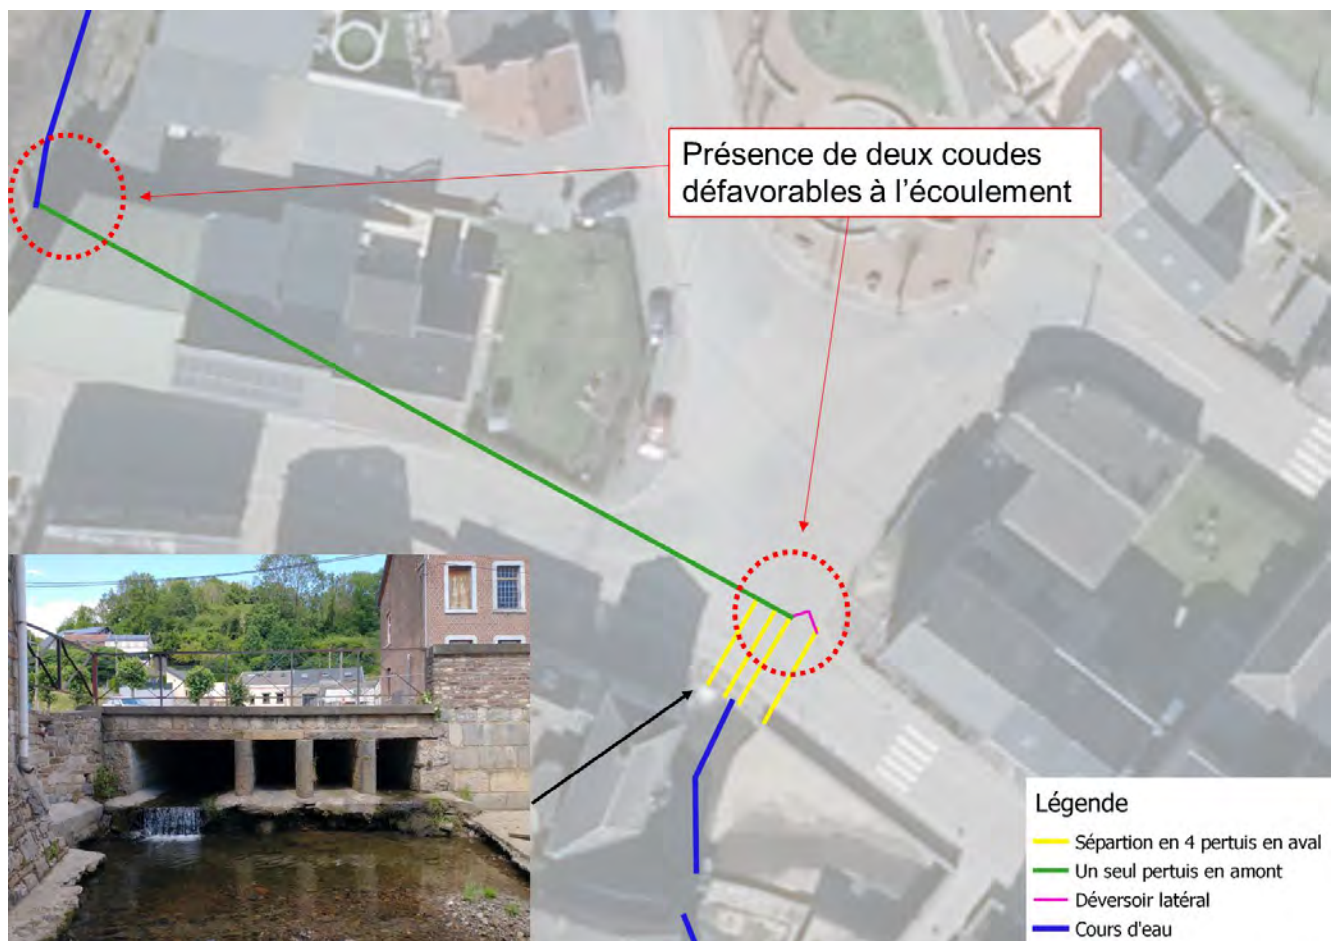 Présence de deux coudes
défavorables à l'écoulement
Légende
Sépartion en 4 pertuis en aval
Un seul pertuis en amont
Déversoir latéral
Cours d'eau